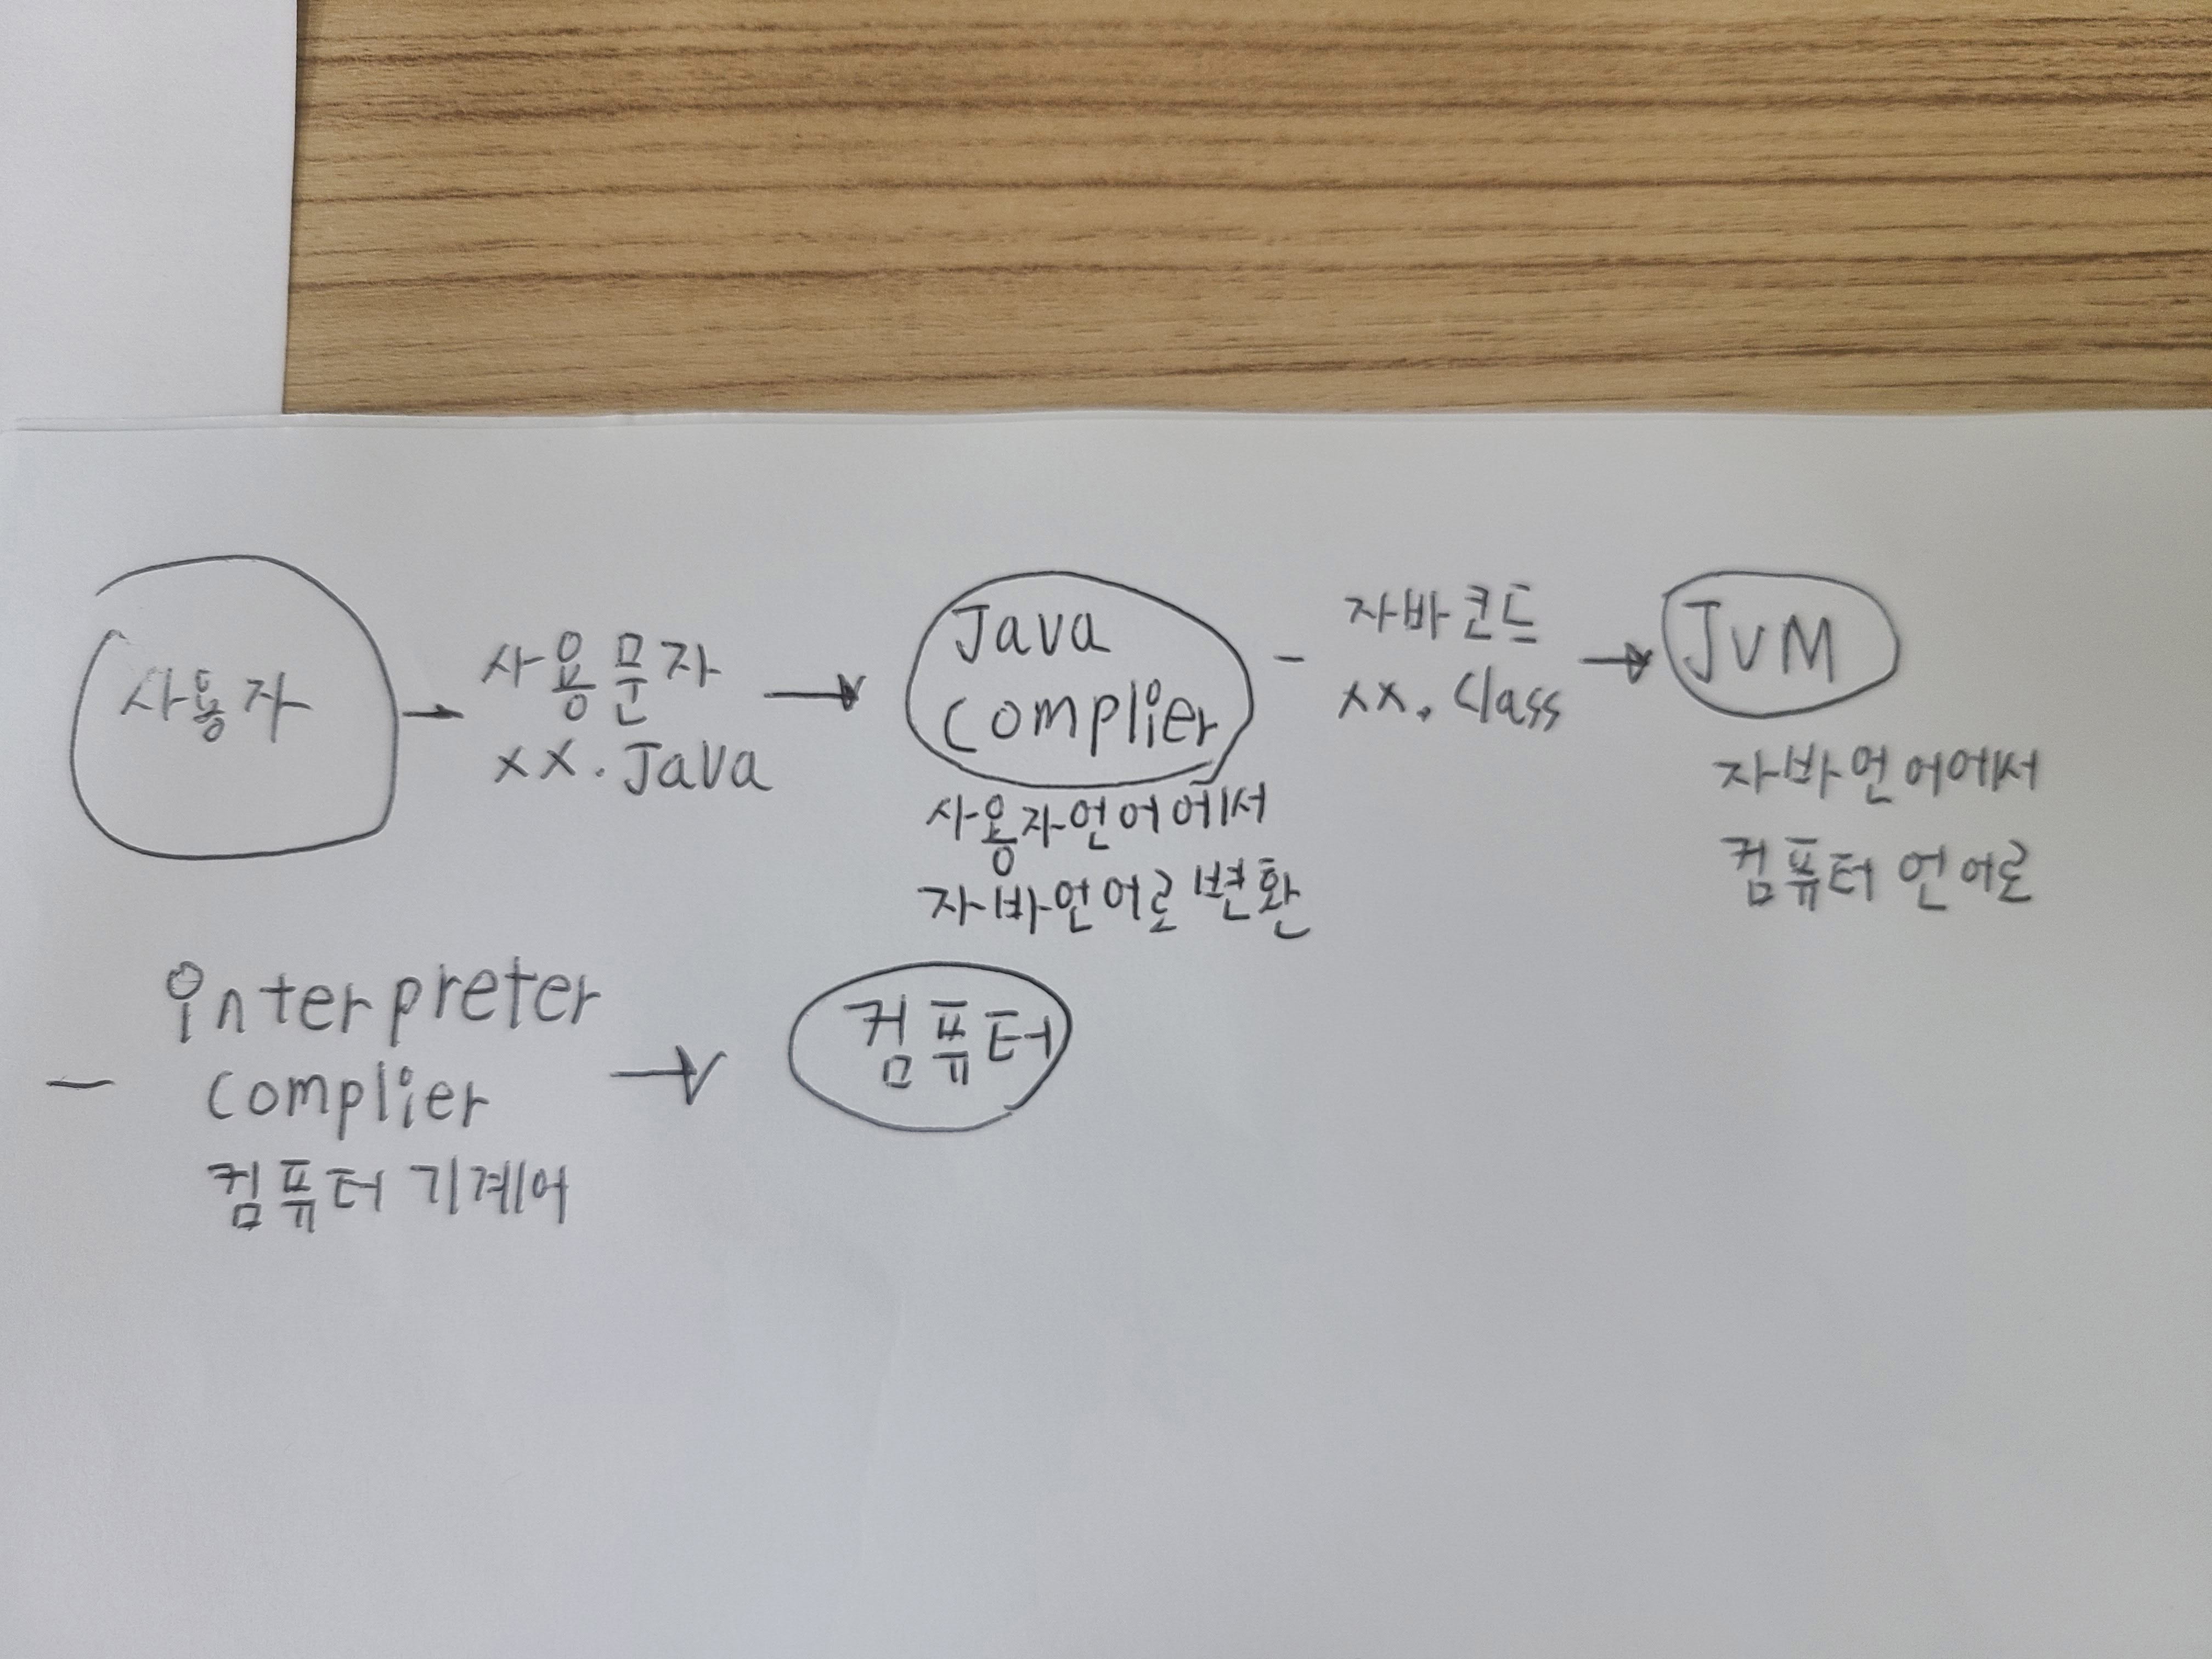 사용자
사용문자
xx. Java
Java
Complier
사용자언어에서
자바언어로 변환
자바코드
xx. Class
JVM
자바언어에서
컴퓨터 언어로
interpreter
Complier
컴퓨터 기계어
컴퓨터